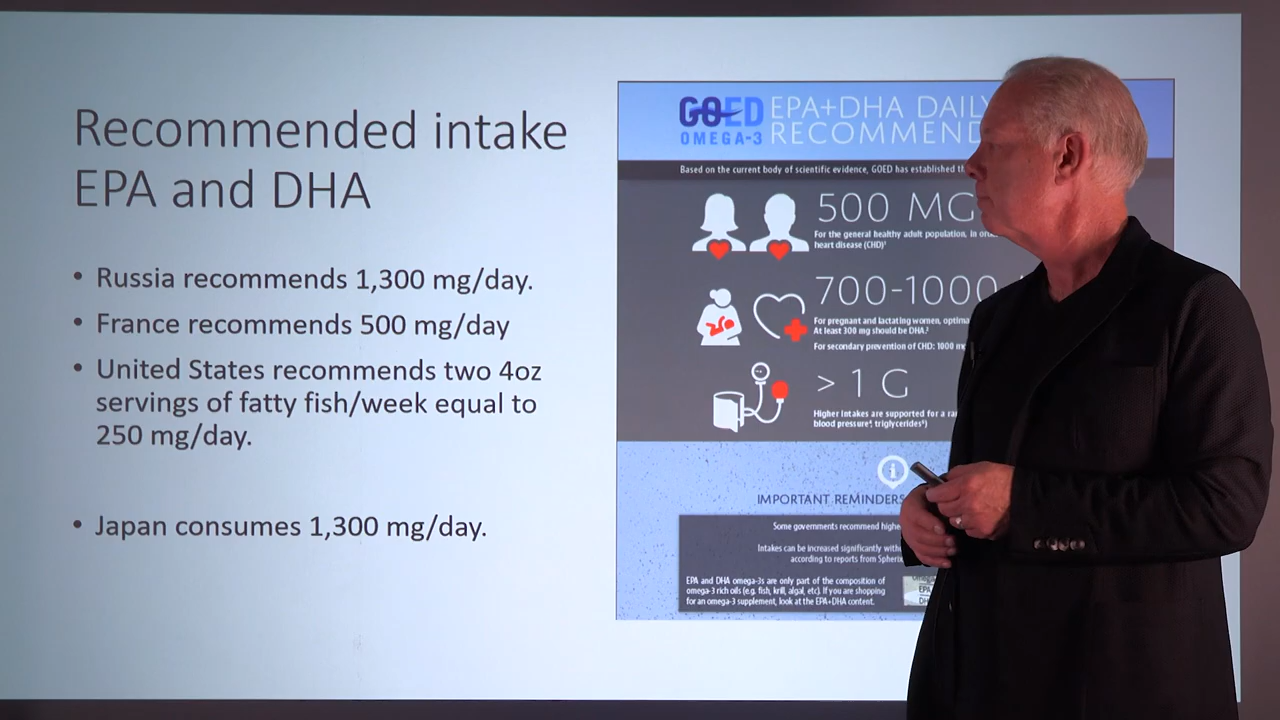 Recommended intake
EPA and DHA
• Russia recommends 1,300 mg/day.
• France recommends 500 mg/day
• United States recommends two 4oz
servings of fatty fish/week equal to
250 mg/day.
• Japan consumes 1,300 mg/day.
GOED
OMEGA-3
EPA+DHA DAILY
RECOMMEND
Based on the current body of scientific evidence, GOED has established
500 MG
For the general healthy adult population, in
heart disease (CHD)¹
700-1000
For pregnant and lactating women,
At least 300 mg should be DHA.²
For secondary prevention of CHD: 1000
> 1 G
Higher intakes are supported for a
blood pressure⁴, triglycerides⁵)
i
IMPORTANT REMINDERS
Some governments recommend
Intakes can be increased significantly
according to reports from
EPA and DHA omega-3s are only part of the composition of
omega-3 rich oils (e.g. fish, krill, algal, etc). If you are shopping
for an omega-3 supplement, look at the EPA+DHA content.
EPA